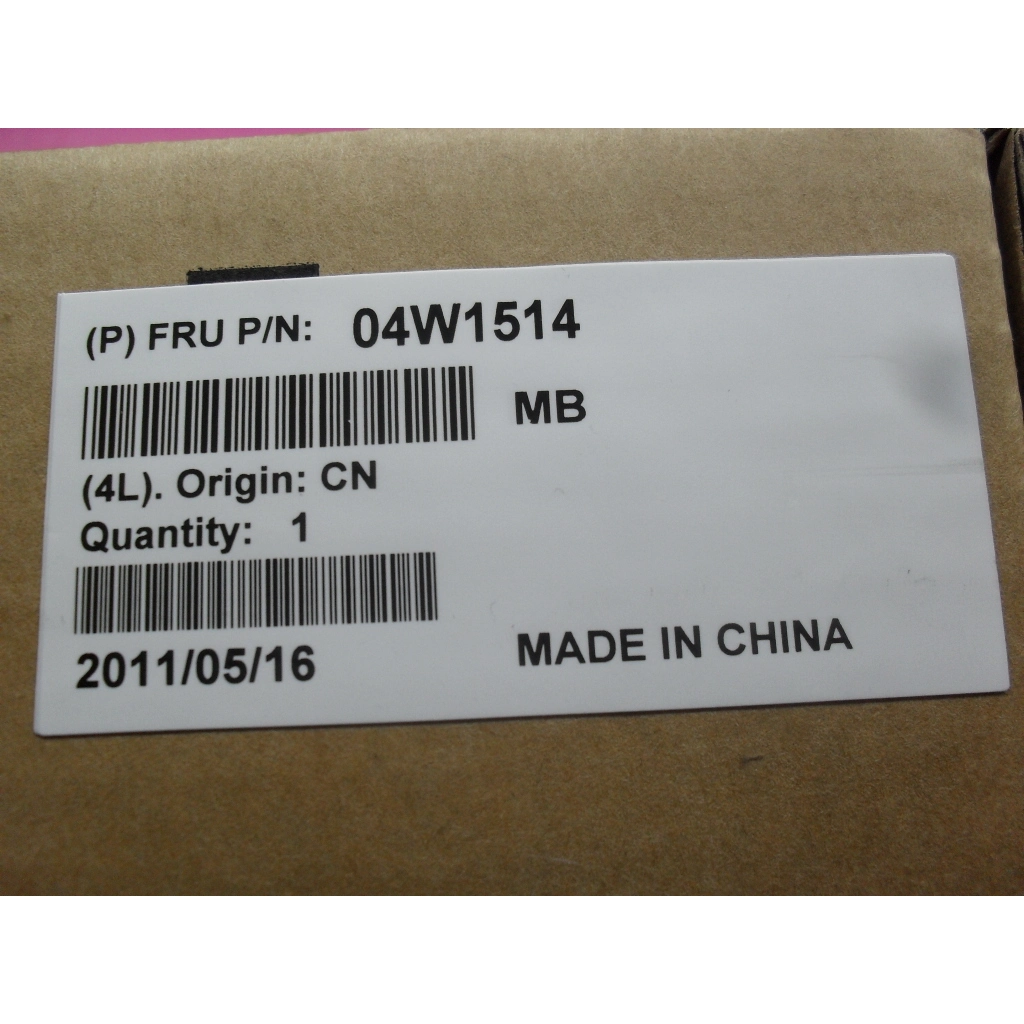 (P) FRU P/N: 04W1514
MB
(4L). Origin: CN
Quantity: 1
2011/05/16
MADE IN CHINA